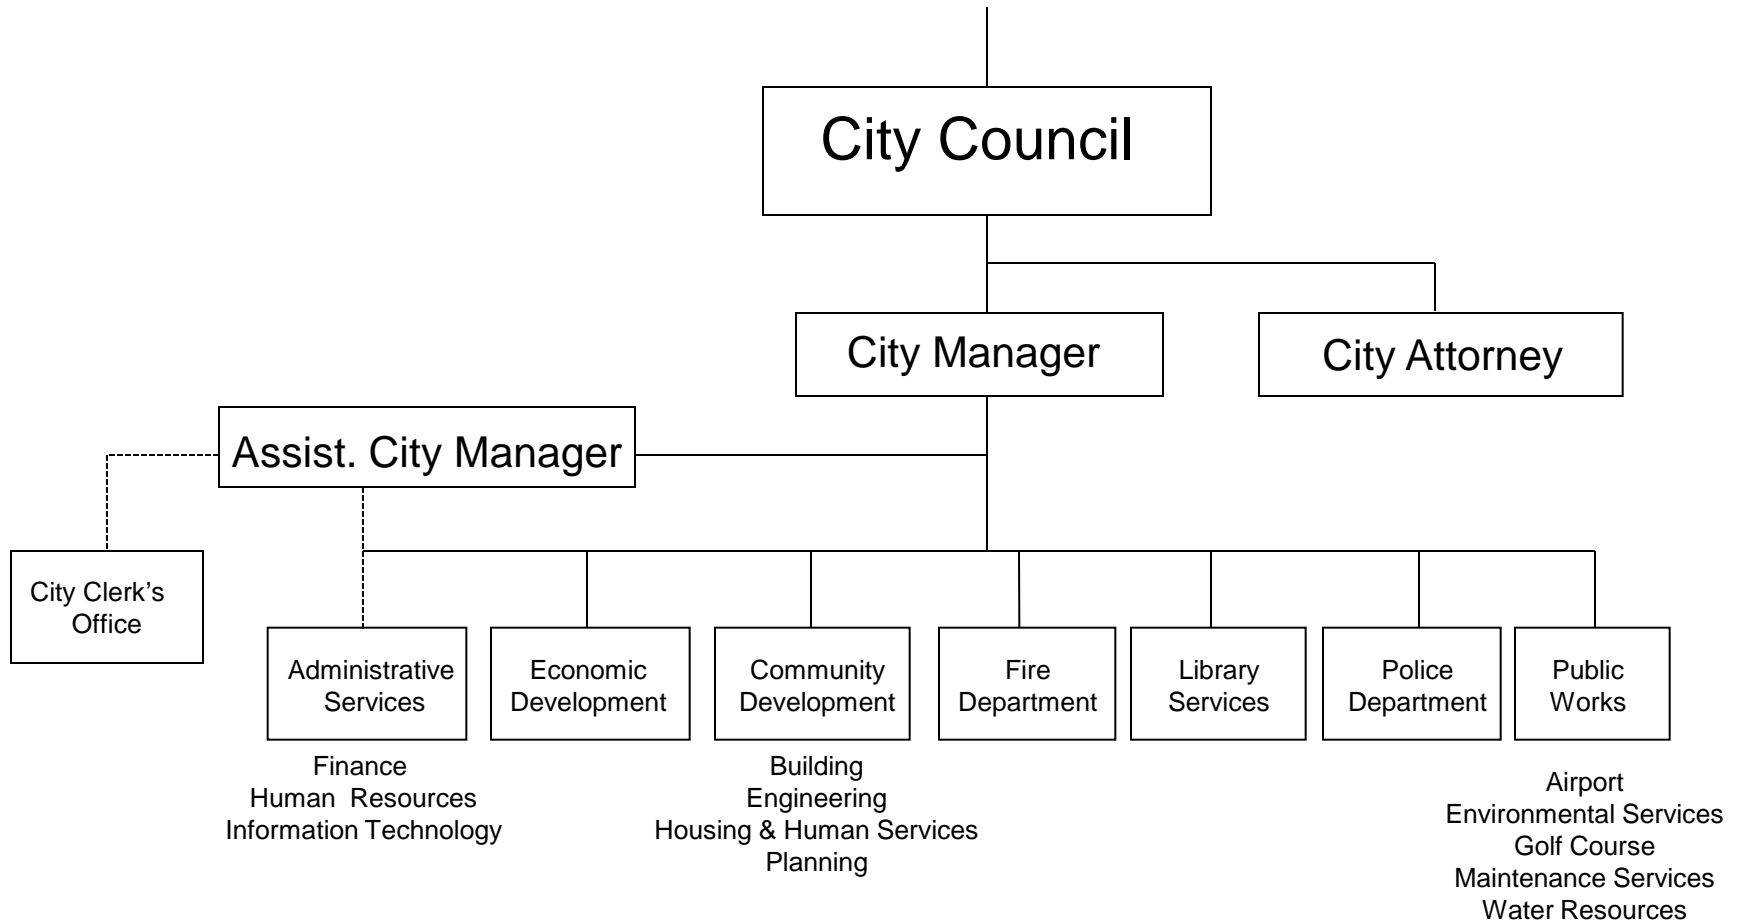 City Council
City Manager
City Attorney
Assist. City Manager
City Clerk’s
Office
Administrative
Services
Economic
Development
Community
Development
Fire
Department
Library
Services
Police
Department
Public
Works
Finance
Human Resources
Information Technology
Building
Engineering
Housing & Human Services
Planning
Airport
Environmental Services
Golf Course
Maintenance Services
Water Resources